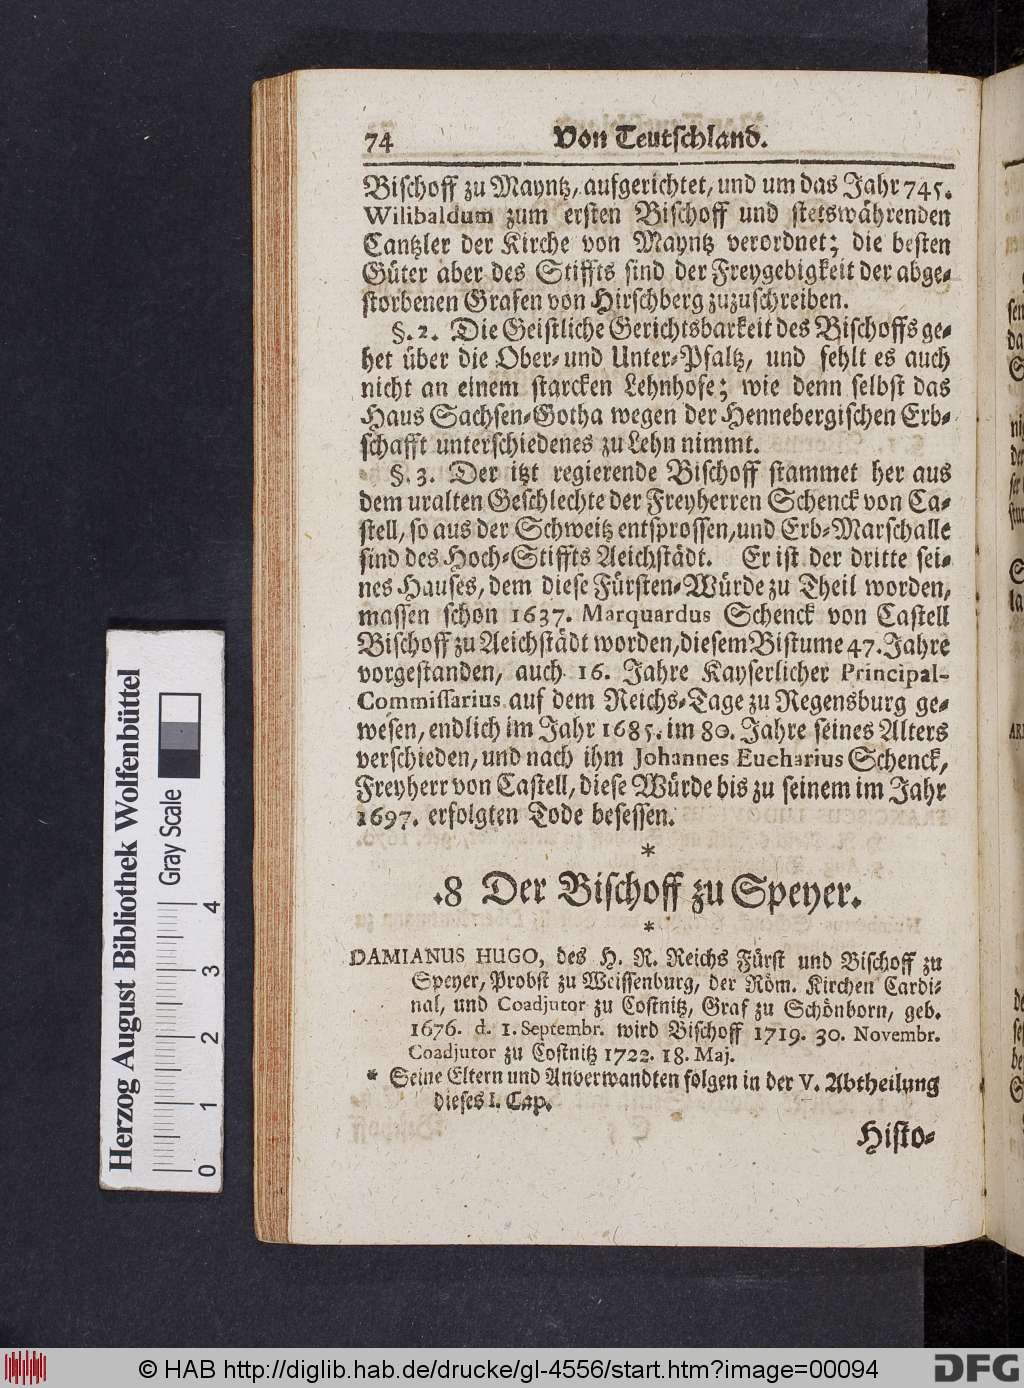 74 Von Teutschland.
Bischoff zu Mayntz, aufgerichtet, und um das Jahr 745.
Wilibaldum zum ersten Bischoff und stetswährenden
Cantzler der Kirche von Mayntz verordnet; die besten
Güter aber des Stiffts sind der Freygebigkeit der abge-
storbenen Grafen von Hirschberg zuzuschreiben.
§. 2. Die Geistliche Gerichtsbarkeit des Bischoffs ge-
het über die Ober- und Unter-Pfaltz, und fehlt es auch
nicht an einem starcken Lehnhofe; wie denn selbst das
Haus Sachsen-Gotha wegen der Hennebergischen Erb-
schafft unterschiedenes zu Lehn nimmt.
§. 3. Der itzt regierende Bischoff stammet her aus
dem uralten Geschlechte der Freyherren Schenck von Ca-
stell, so aus der Schweitz entsprossen, und Erb-Marschalle
sind des Hoch-Stiffts Aeichstädt. Er ist der dritte sei-
nes Hauses, dem diese Fürsten-Würde zu Theil worden,
massen schon 1637. Marquardus Schenck von Castell
Bischoff zu Aeichstädt worden, diesem Bistume 47. Jahre
vorgestanden, auch 16. Jahre Kayserlicher Principal-
Commissarius auf dem Reichs-Tage zu Regensburg ge-
wesen, endlich im Jahr 1685. im 80. Jahre seines Alters
verschieden, und nach ihm Johannes Eucharius Schenck,
Freyherr von Castell, diese Würde bis zu seinem im Jahr
1697. erfolgten Tode besessen.
*
.8 Der Bischoff zu Speyer.
*
DAMIANUS HUGO, des H. R. Reichs Fürst und Bischoff zu
Speyer, Probst zu Weissenburg, der Röm. Kirchen Cardi-
nal, und Coadjutor zu Costnitz, Graf zu Schönborn, geb.
1676. d. 1. Septembr. wird Bischoff 1719. 30. Novembr.
Coadjutor zu Costnitz 1722. 18. Maj.
* Seine Eltern und Anverwandten folgen in der V. Abtheilung
dieses I. Cap.
Histo-
Herzog August Bibliothek Wolfenbüttel
Gray Scale
0 1 2 3 4
© HAB http://diglib.hab.de/drucke/gl-4556/start.htm?image=00094
DFG